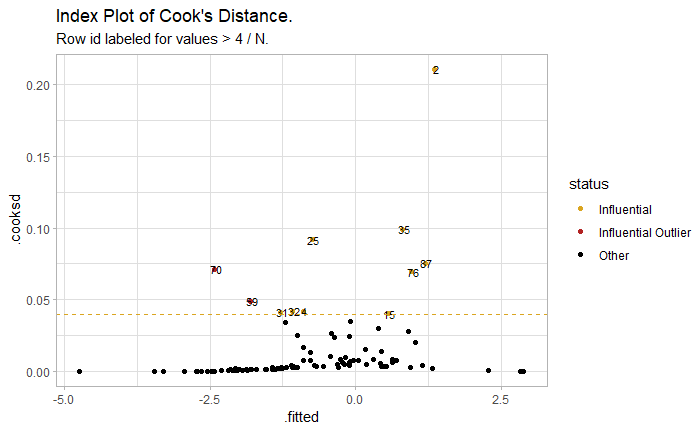 Index Plot of Cook's Distance.
Row id labeled for values > 4 / N.
2
0.20
0.15
status
Influential
35
0.10
25
Influential Outlier
.cooksd
87
70
76
Other
0.05
39
31 32 4
15
0.00
-5.0 -2.5 0.0 2.5
.fitted